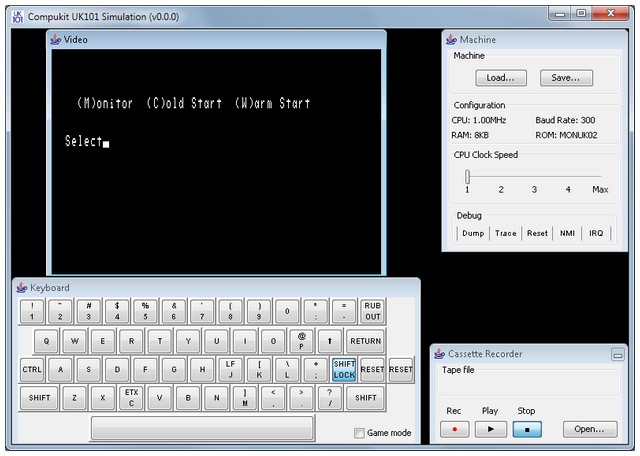 UK
101
Compukit UK101 Simulation (v0.0.0)
Video
(M)onitor (C)old Start (W)arm Start
Select
Machine
Machine
Load... Save...
Configuration
CPU: 1.00MHz Baud Rate: 300
RAM: 8KB ROM: MONUK02
CPU Clock Speed
1 2 3 4 Max
Debug
Dump Trace Reset NMI IRQ
Keyboard
! " # $ % & ' ( ) 0 * = RUB
1 2 3 4 5 6 7 8 9 : - OUT
Q W E R T Y U I O @ P RETURN
CTRL A S D F G H LF J [ K \ L + ; SHIFT LOCK RESET RESET
SHIFT Z X ETX C V B N ] M < , > . ? / SHIFT
Game mode
Cassette Recorder
Tape file
Rec Play Stop
Open...